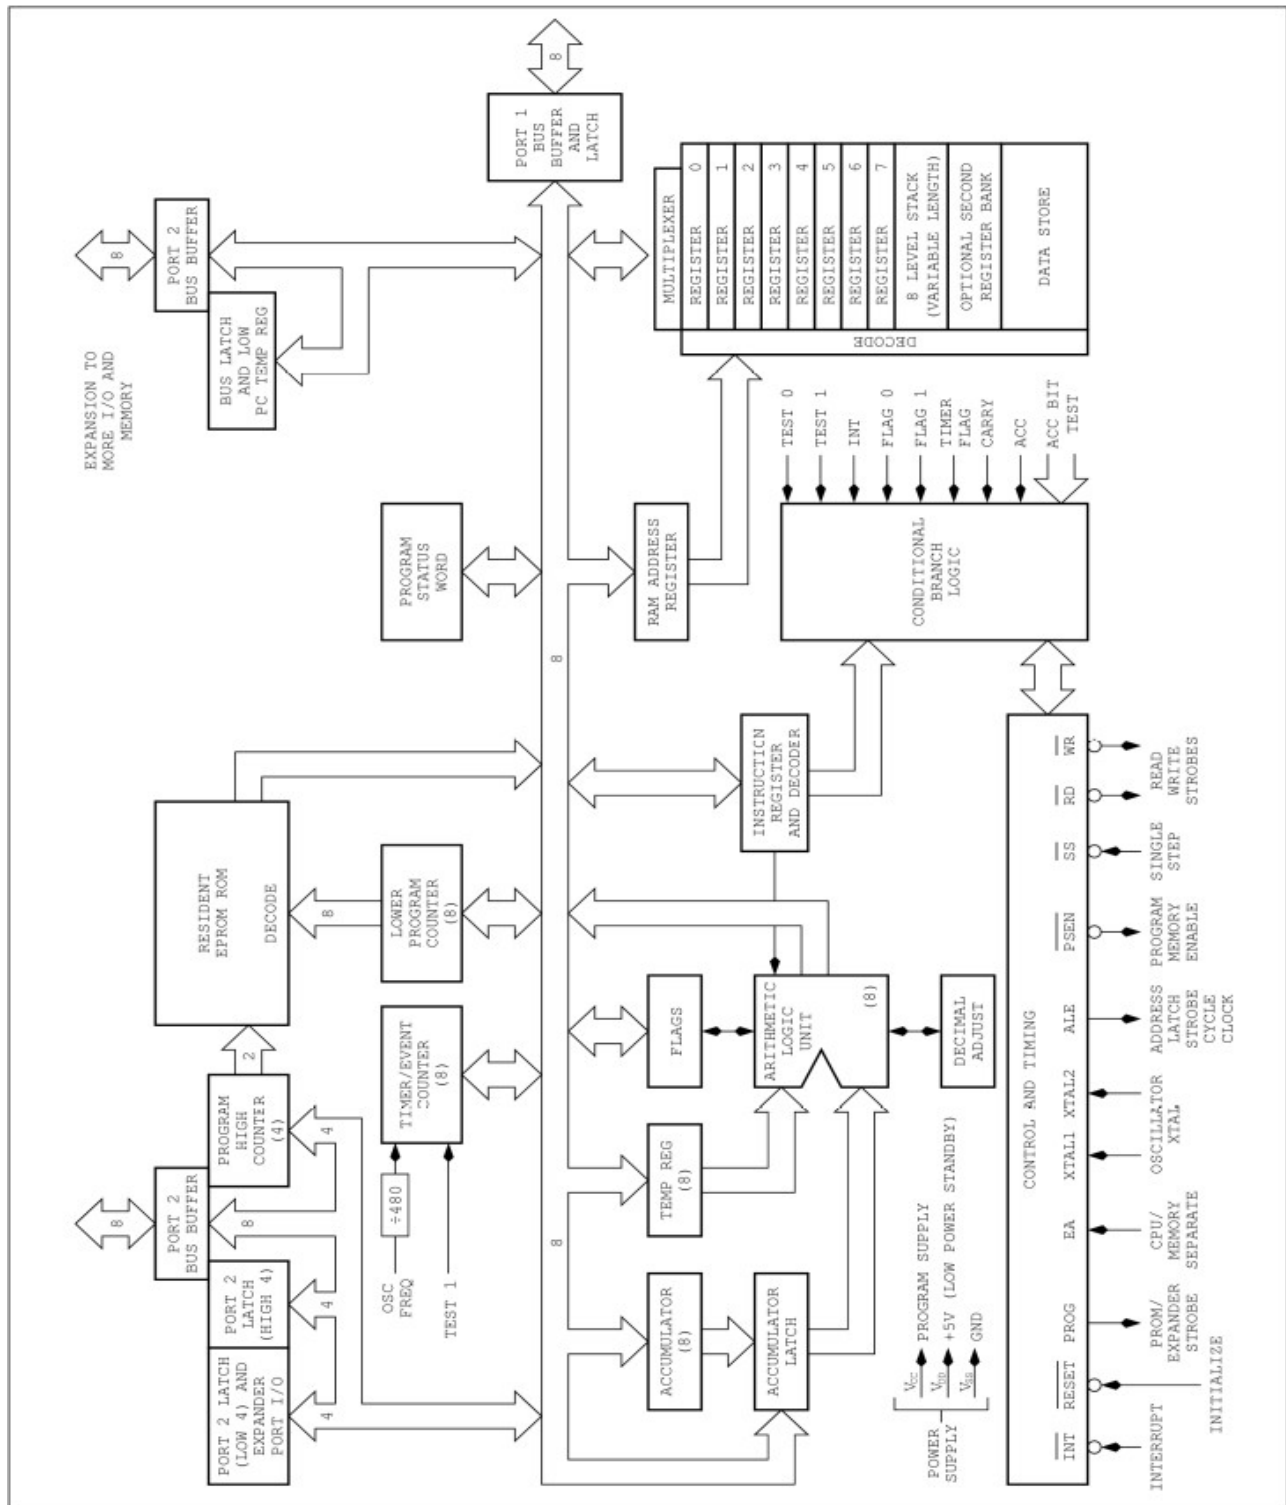 EXPANSION TO
MORE I/O AND
MEMORY
8
PORT 2
BUS BUFFER
PORT 2 LATCH
(LOW 4) AND
EXPANDER
PORT I/O
PORT 2
LATCH
(HIGH 4)
PROGRAM
HIGH
COUNTER
(4)
2
RESIDENT
EPROM ROM
DECODE
8
PORT 2
BUS BUFFER
BUS LATCH
AND LOW
PC TEMP REG
4
4
8
4
OSC
FREQ
÷480
TEST 1
TIMER/EVENT
COUNTER
(8)
8
LOWER
PROGRAM
COUNTER
(8)
PROGRAM
STATUS
WORD
8
PORT 1
BUS
BUFFER
AND
LATCH
8
8
ACCUMULATOR
(8)
TEMP REG
(8)
FLAGS
ACCUMULATOR
LATCH
ARITHMETIC
LOGIC
UNIT
(8)
DECIMAL
ADJUST
INSTRUCTION
REGISTER
AND DECODER
RAM ADDRESS
REGISTER
MULTIPLEXER
REGISTER 0
REGISTER 1
REGISTER 2
REGISTER 3
REGISTER 4
REGISTER 5
REGISTER 6
REGISTER 7
8 LEVEL STACK
(VARIABLE LENGTH)
OPTIONAL SECOND
REGISTER BANK
DATA STORE
DECODE
CONDITIONAL
BRANCH
LOGIC
TEST 0
TEST 1
INT
FLAG 0
FLAG 1
TIMER
FLAG
CARRY
ACC
ACC BIT
TEST
POWER
SUPPLY
VCC
PROGRAM SUPPLY
VDD
+5V (LOW POWER STANDBY)
VSS
GND
CONTROL AND TIMING
INT
RESET
PROG
EA
XTAL1
XTAL2
ALE
PSEN
SS
RD
WR
INTERRUPT
INITIALIZE
PROM/
EXPANDER
STROBE
CPU/
MEMORY
SEPARATE
OSCILLATOR
XTAL
ADDRESS
LATCH
STROBE
CYCLE
CLOCK
PROGRAM
MEMORY
ENABLE
SINGLE
STEP
READ
WRITE
STROBES